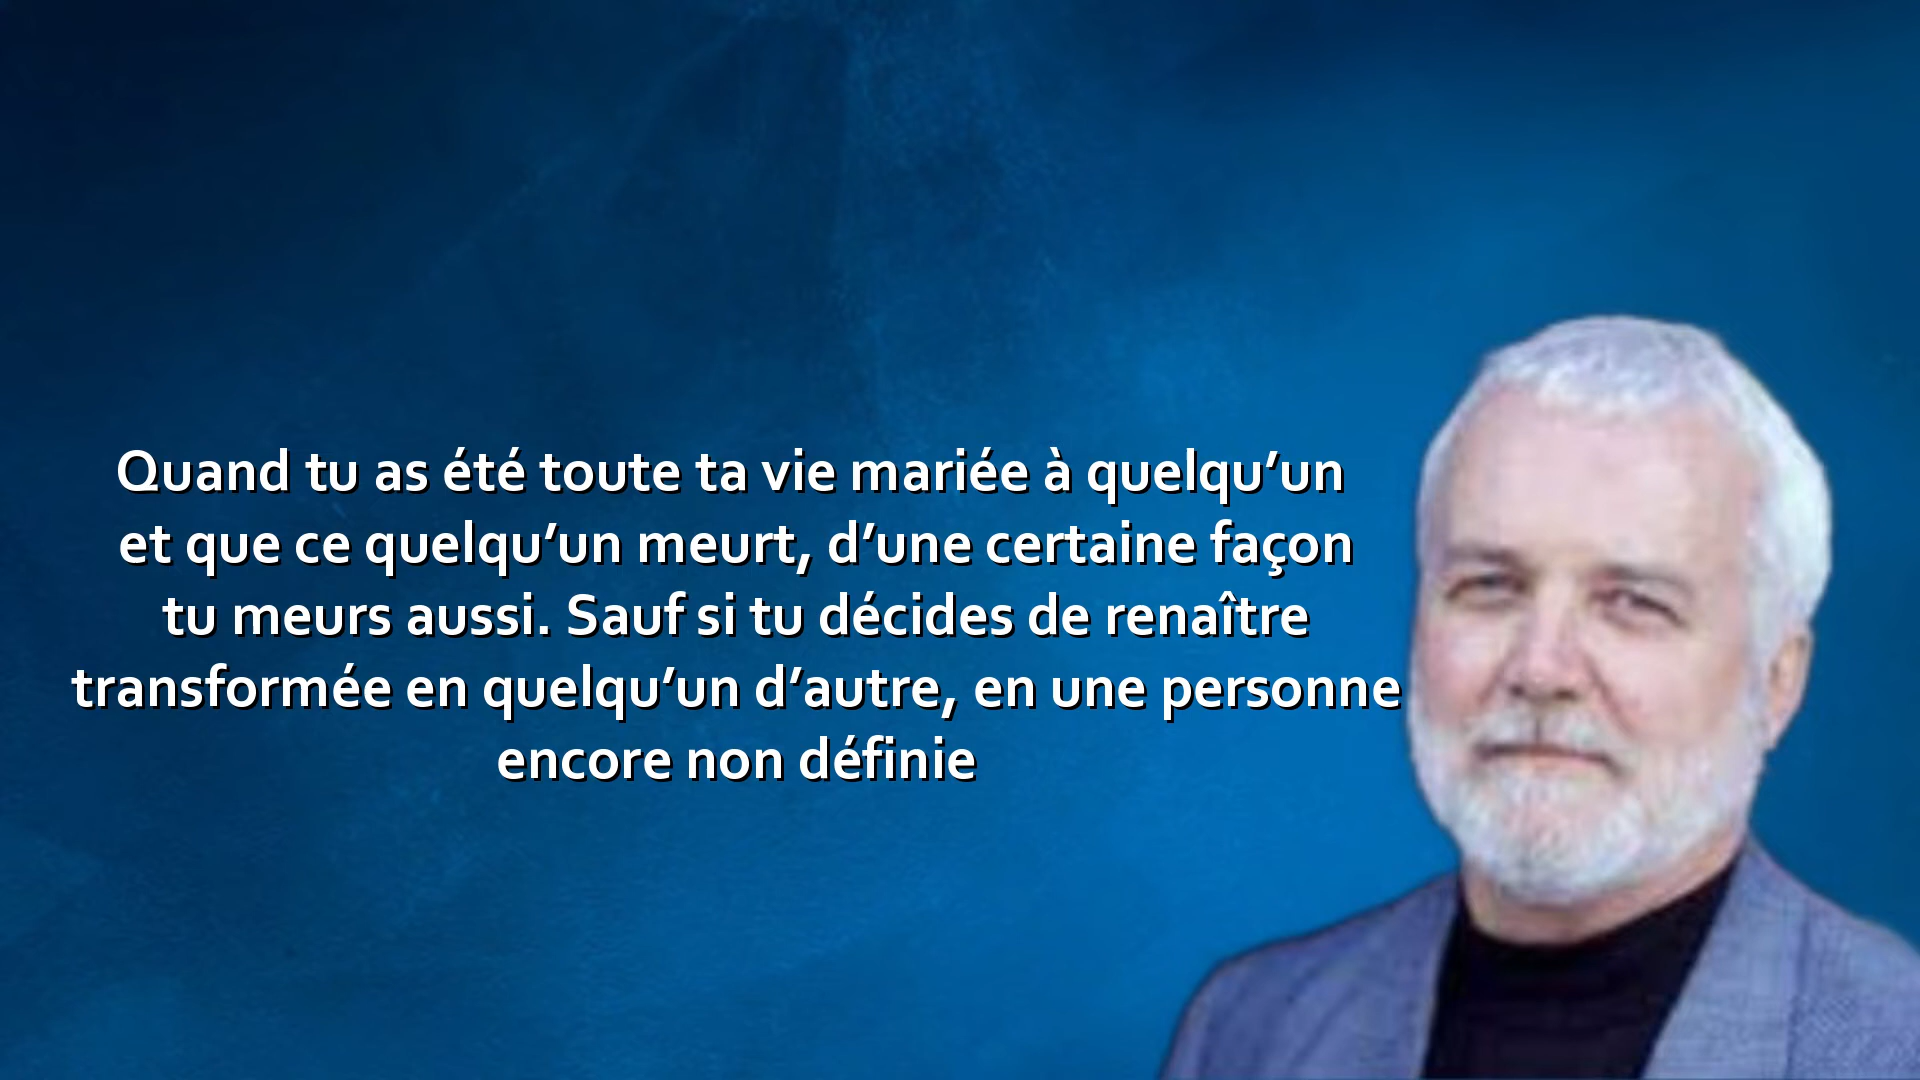 Quand tu as été toute ta vie mariée à quelqu’un
et que ce quelqu’un meurt, d’une certaine façon
tu meurs aussi. Sauf si tu décides de renaître
transformée en quelqu’un d’autre, en une personne
encore non définie